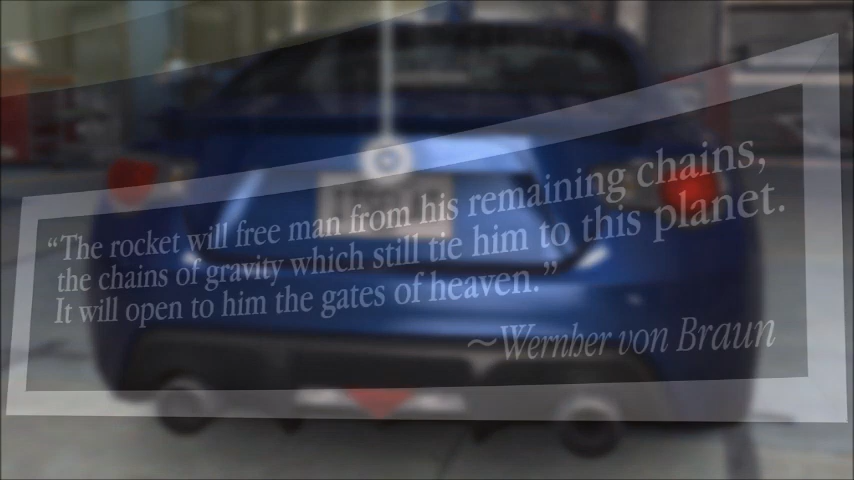 “The rocket will free man from his remaining chains,
the chains of gravity which still tie him to this planet.
It will open to him the gates of heaven.”
~Wernher von Braun